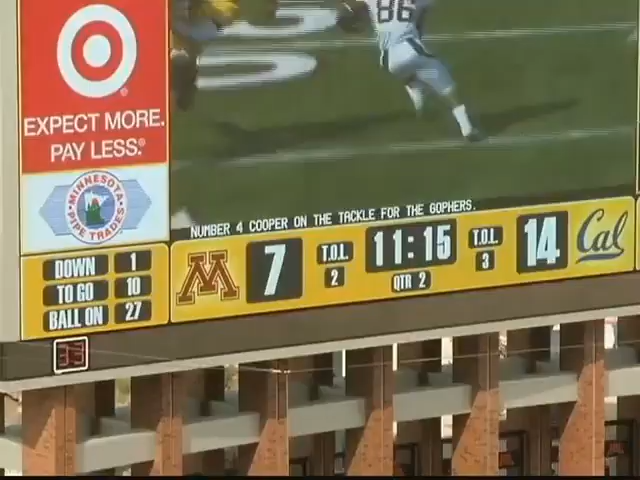 86
EXPECT MORE.
PAY LESS.®
MINNESOTA
PIPE TRADES
NUMBER 4 COOPER ON THE TACKLE FOR THE GOPHERS.
M 7 T.O.L 2 11:15 QTR 2 T.O.L 3 14 Cal
DOWN 1
TO GO 10
BALL ON 27
33